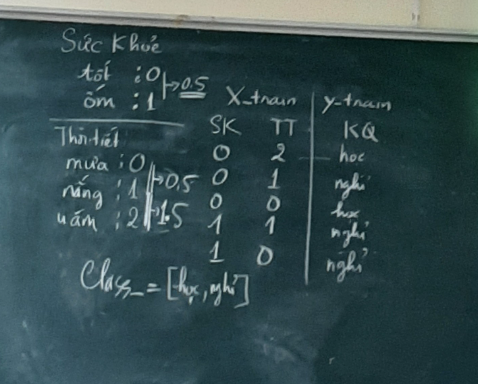 Sức Khoẻ
tốt : 0
ốm : 1
→ 0.5
Thời tiết
mưa : 0
nắng : 1
u ám : 2
→ 0.5
→ 1.5
X_train | y_train
SK TT KQ
0 2 học
0 1 nghỉ
0 0 học
1 1 nghỉ
1 0 nghỉ
Class_ = [học, nghỉ]